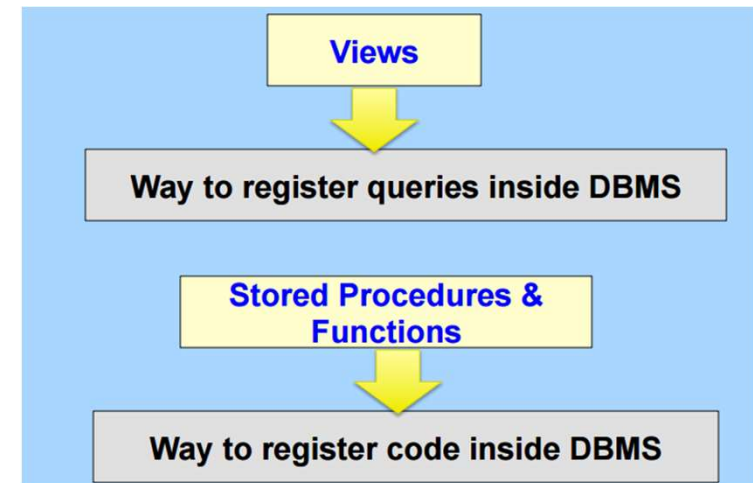 Views
Way to register queries inside DBMS
Stored Procedures &
Functions
Way to register code inside DBMS